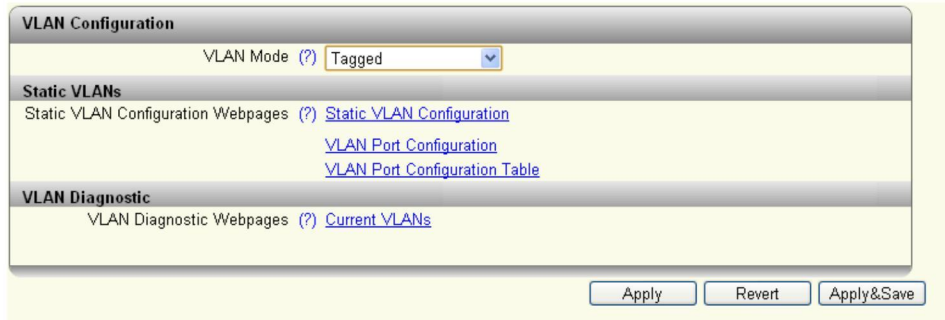 VLAN Configuration
VLAN Mode (?) Tagged
Static VLANs
Static VLAN Configuration Webpages (?) Static VLAN Configuration
VLAN Port Configuration
VLAN Port Configuration Table
VLAN Diagnostic
VLAN Diagnostic Webpages (?) Current VLANs
Apply Revert Apply&Save